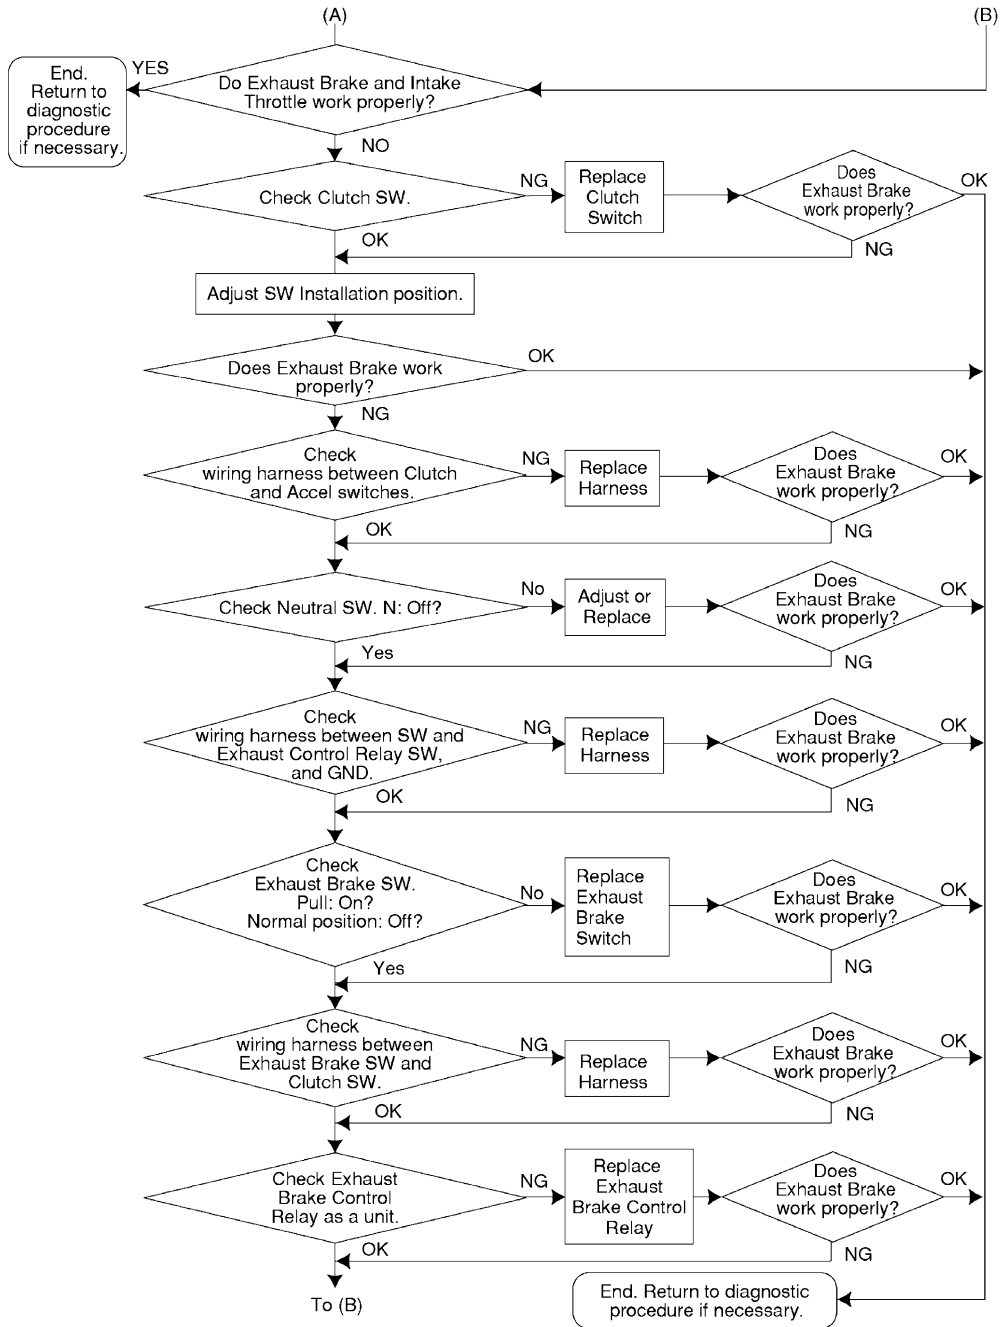 (A)
(B)
End.
Return to
diagnostic
procedure
if necessary.
YES
Do Exhaust Brake and Intake
Throttle work properly?
NO
Check Clutch SW.
NG
Replace
Clutch
Switch
Does
Exhaust Brake
work properly?
OK
OK
NG
Adjust SW Installation position.
Does Exhaust Brake work
properly?
OK
NG
Check
wiring harness between Clutch
and Accel switches.
NG
Replace
Harness
Does
Exhaust Brake
work properly?
OK
OK
NG
Check Neutral SW. N: Off?
No
Adjust or
Replace
Does
Exhaust Brake
work properly?
OK
Yes
NG
Check
wiring harness between SW and
Exhaust Control Relay SW,
and GND.
NG
Replace
Harness
Does
Exhaust Brake
work properly?
OK
OK
NG
Check
Exhaust Brake SW.
Pull: On?
Normal position: Off?
No
Replace
Exhaust
Brake
Switch
Does
Exhaust Brake
work properly?
OK
Yes
NG
Check
wiring harness between
Exhaust Brake SW and
Clutch SW.
NG
Replace
Harness
Does
Exhaust Brake
work properly?
OK
OK
NG
Check Exhaust
Brake Control
Relay as a unit.
NG
Replace
Exhaust
Brake Control
Relay
Does
Exhaust Brake
work properly?
OK
OK
NG
To (B)
End. Return to diagnostic
procedure if necessary.